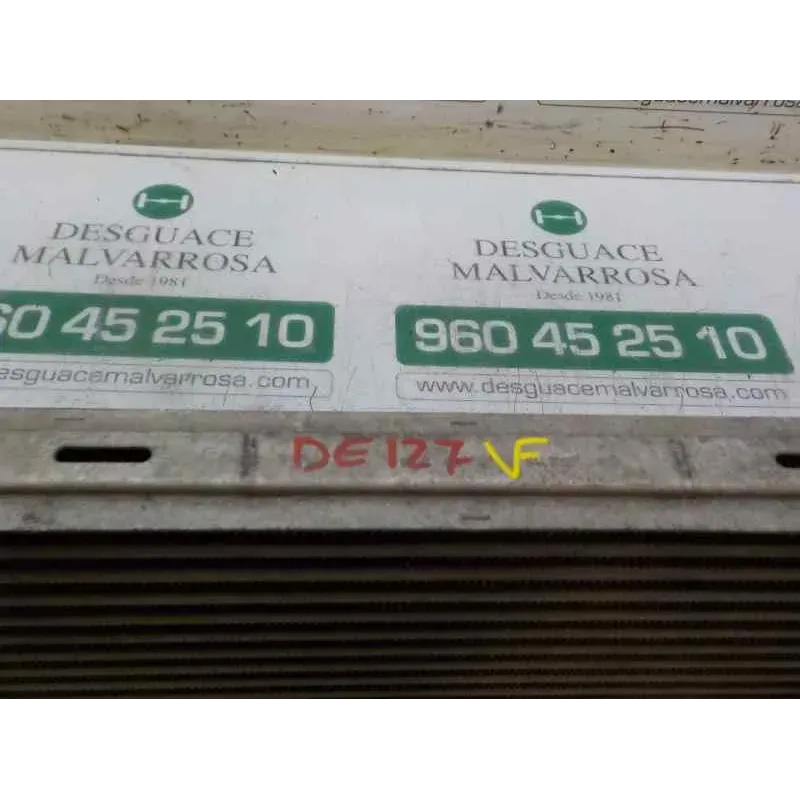 desguacemalvarrosa
DESGUACE
MALVARROSA
Desde 1981
60 45 25 10
esguacemalvarrosa.com
DESGUACE
MALVARROSA
Desde 1981
960 45 25 10
www.desguacemalvarrosa.com
DE127 VF